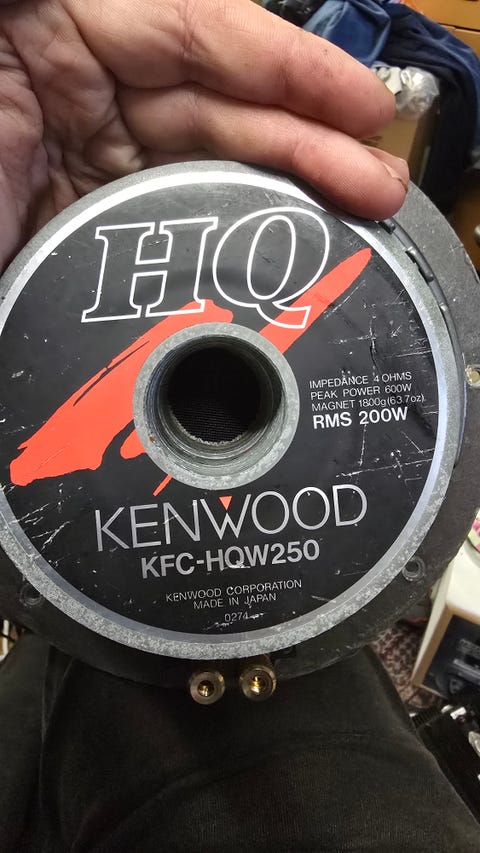 HQ
IMPEDANCE 4 OHMS
PEAK POWER 600W
MAGNET 1800g(63.7oz)
RMS 200W
KENWOOD
KFC-HQW250
KENWOOD CORPORATION
MADE IN JAPAN
0274